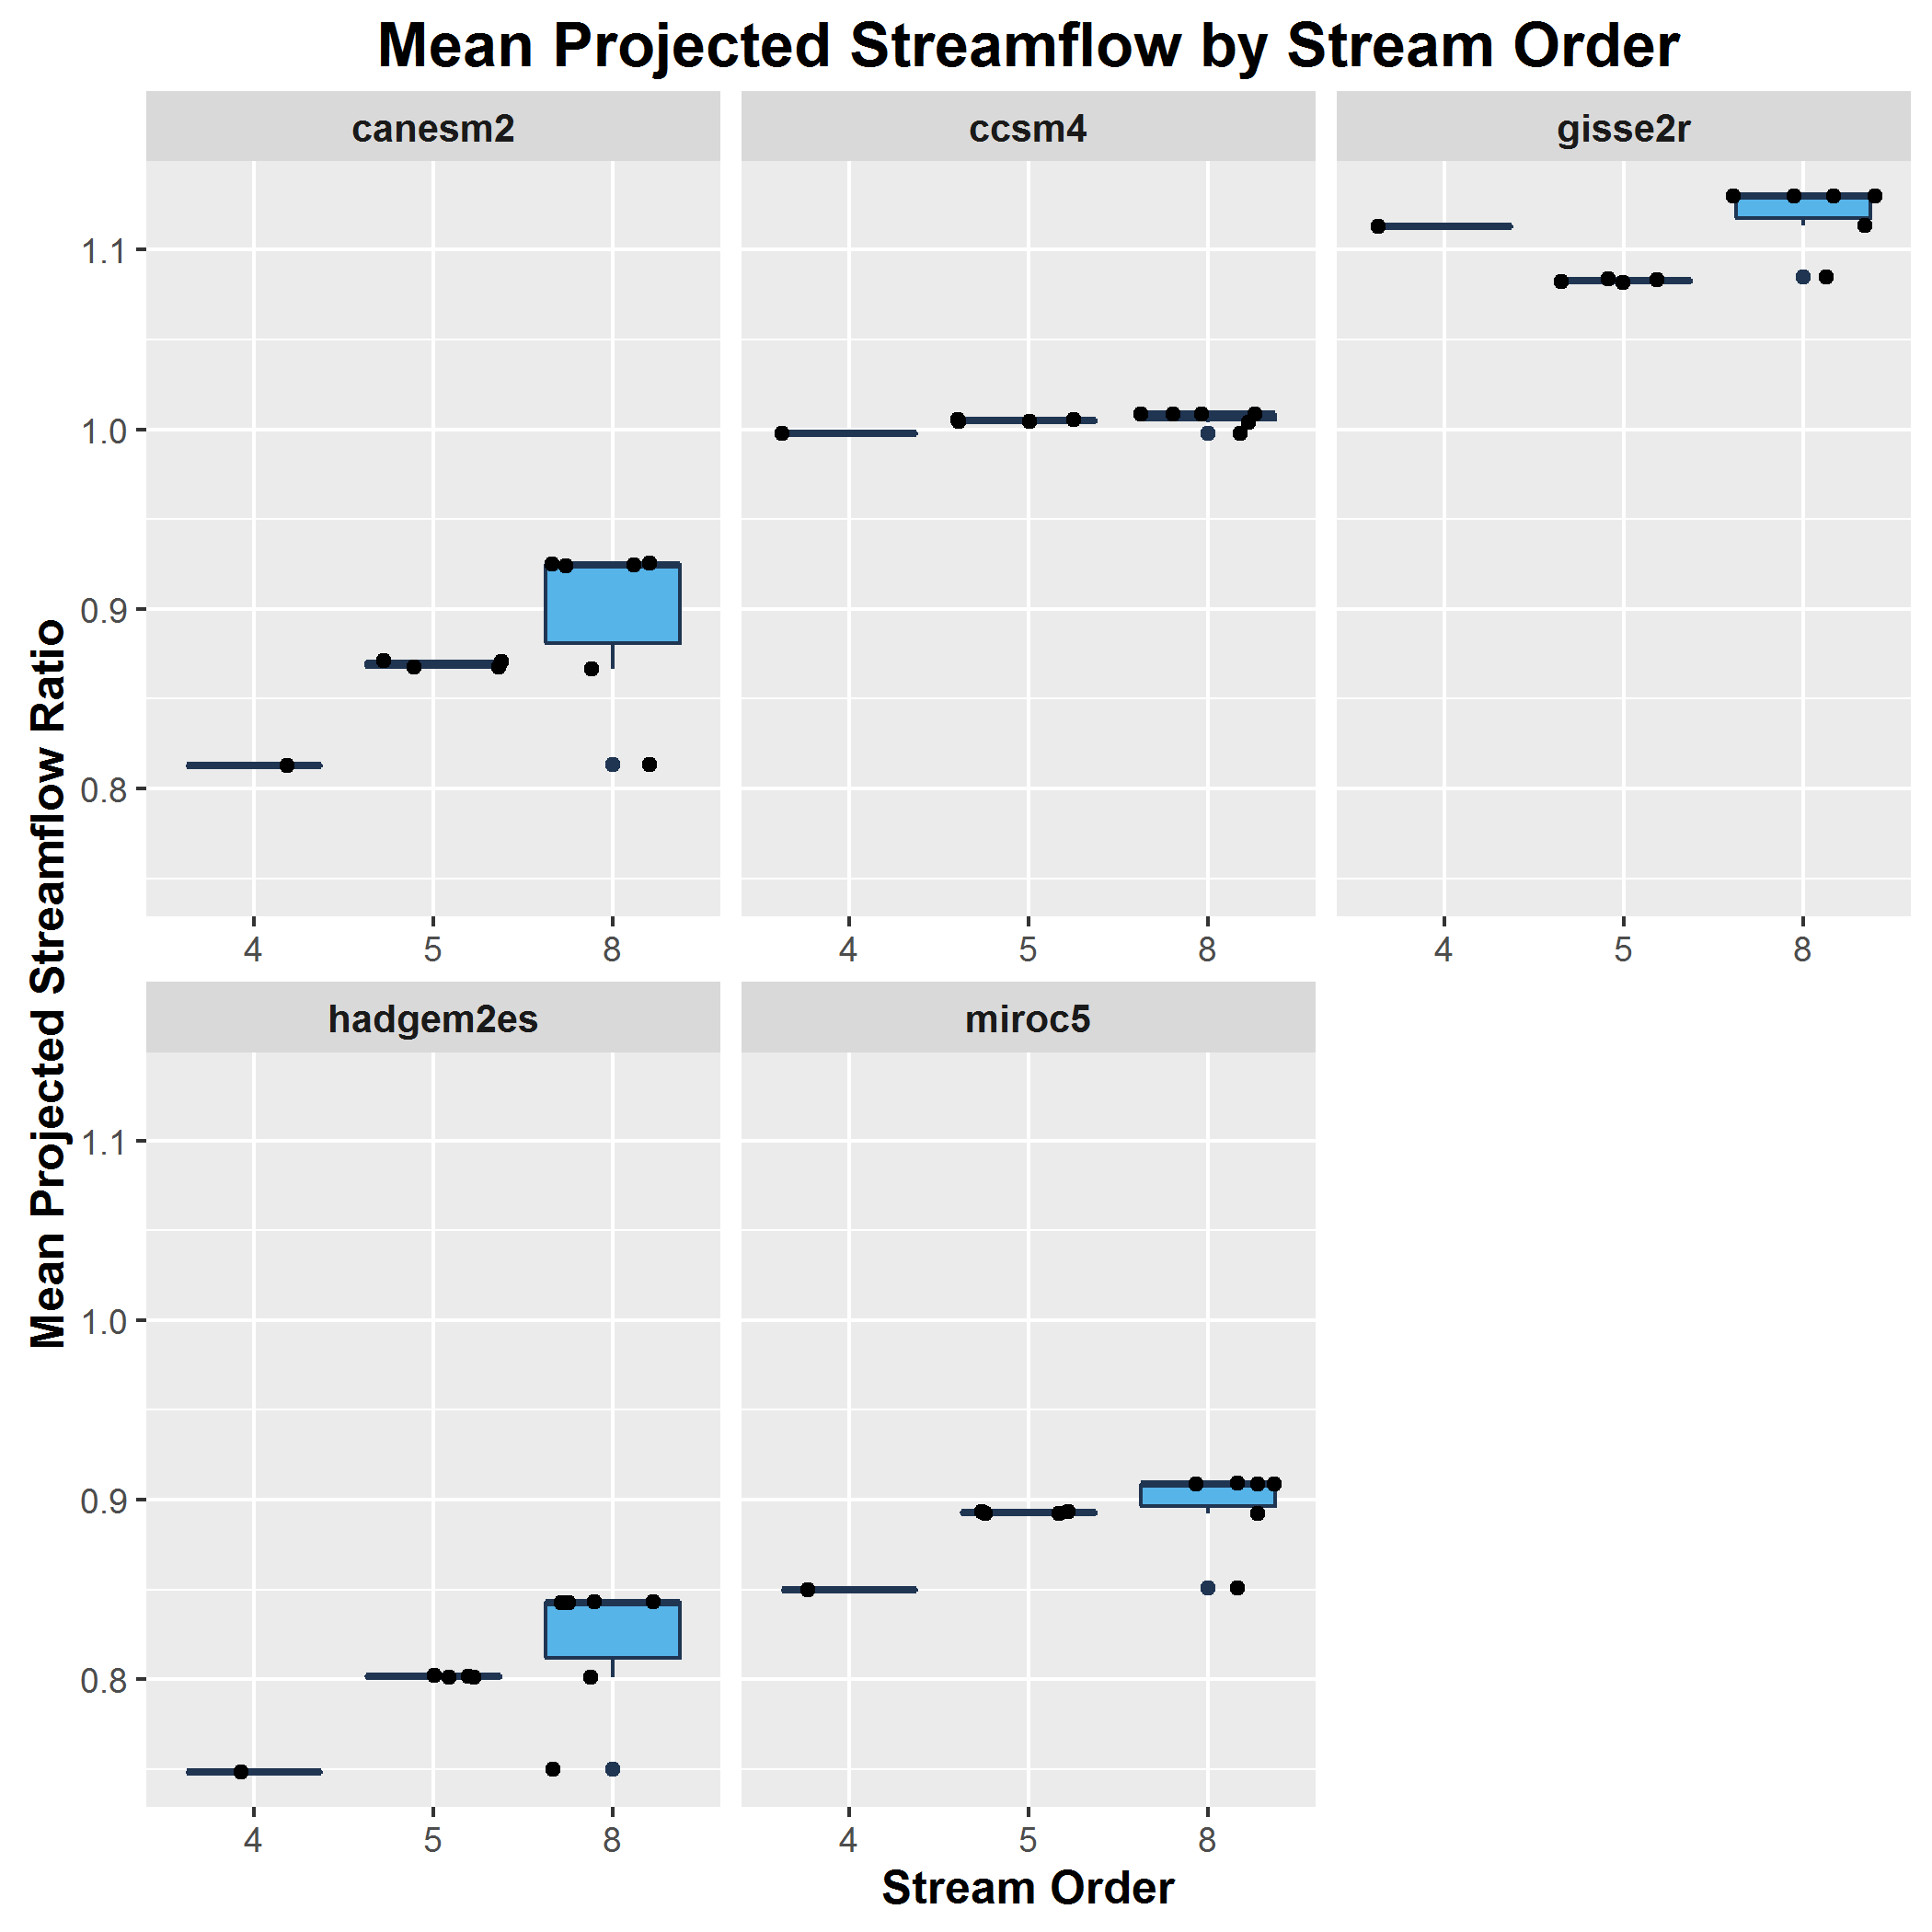 Mean Projected Streamflow by Stream Order
canesm2 ccsm4 gisse2r
1.1
1.0
0.9
0.8
4 5 8 4 5 8 4 5 8
Mean Projected Streamflow Ratio
hadgem2es miroc5
1.1
1.0
0.9
0.8
4 5 8 4 5 8
Stream Order